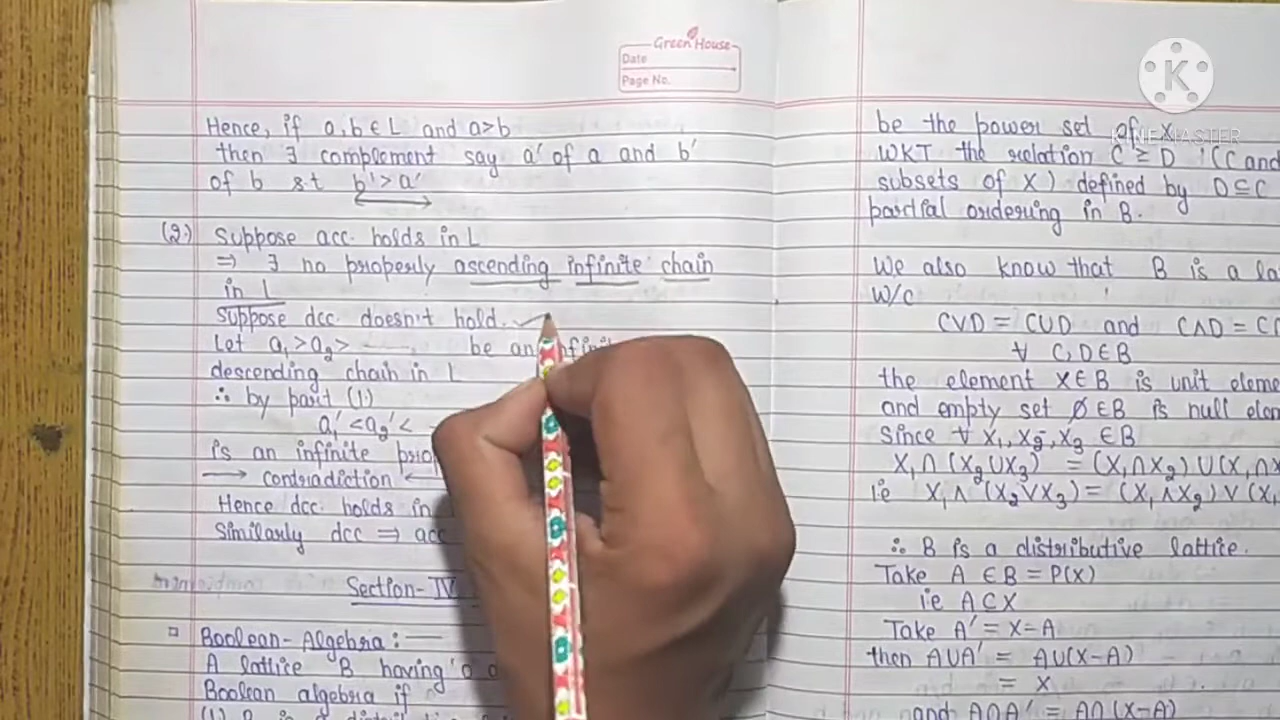 Green House
Date
Page No.
Hence, if a, b ∈ L and a>b
then ∃ complement say a' of a and b'
of b s.t b'>a'
(2) Suppose acc. holds in L
⇒ ∃ no properly ascending infinite chain
in L
Suppose dcc doesn't hold.
Let a₁>a₂> be an
descending chain in L
∴ by part (1)
a₁'<a₂'<
is an infinite
→ contradiction ←
Hence dcc holds in
Similarly dcc ⇒ acc
Section-IV
Boolean-Algebra:—
A lattice B having
Boolean algebra if
be the power set of X
WKT the relation C ≥ D (C and
subsets of X) defined by D⊆C
partial ordering in B.
We also know that B is a
W/c
CVD = CUD and C∧D =
∀ C,D∈B
the element X∈B is unit
and empty set Ø∈B is null
Since ∀ X₁, X₂, X₃ ∈B
X₁∩(X₂∪X₃) = (X₁∩X₂)∪(X₁∩
ie X₁∧(X₂∨X₃) = (X₁∧X₂)∨(X₁
∴ B is a distributive lattice.
Take A ∈B = P(X)
ie A⊂X
Take A' = X-A
then A∪A' = A∪(X-A)
= X
and A∩A' = A∩(X-A)
K
KINEMASTER